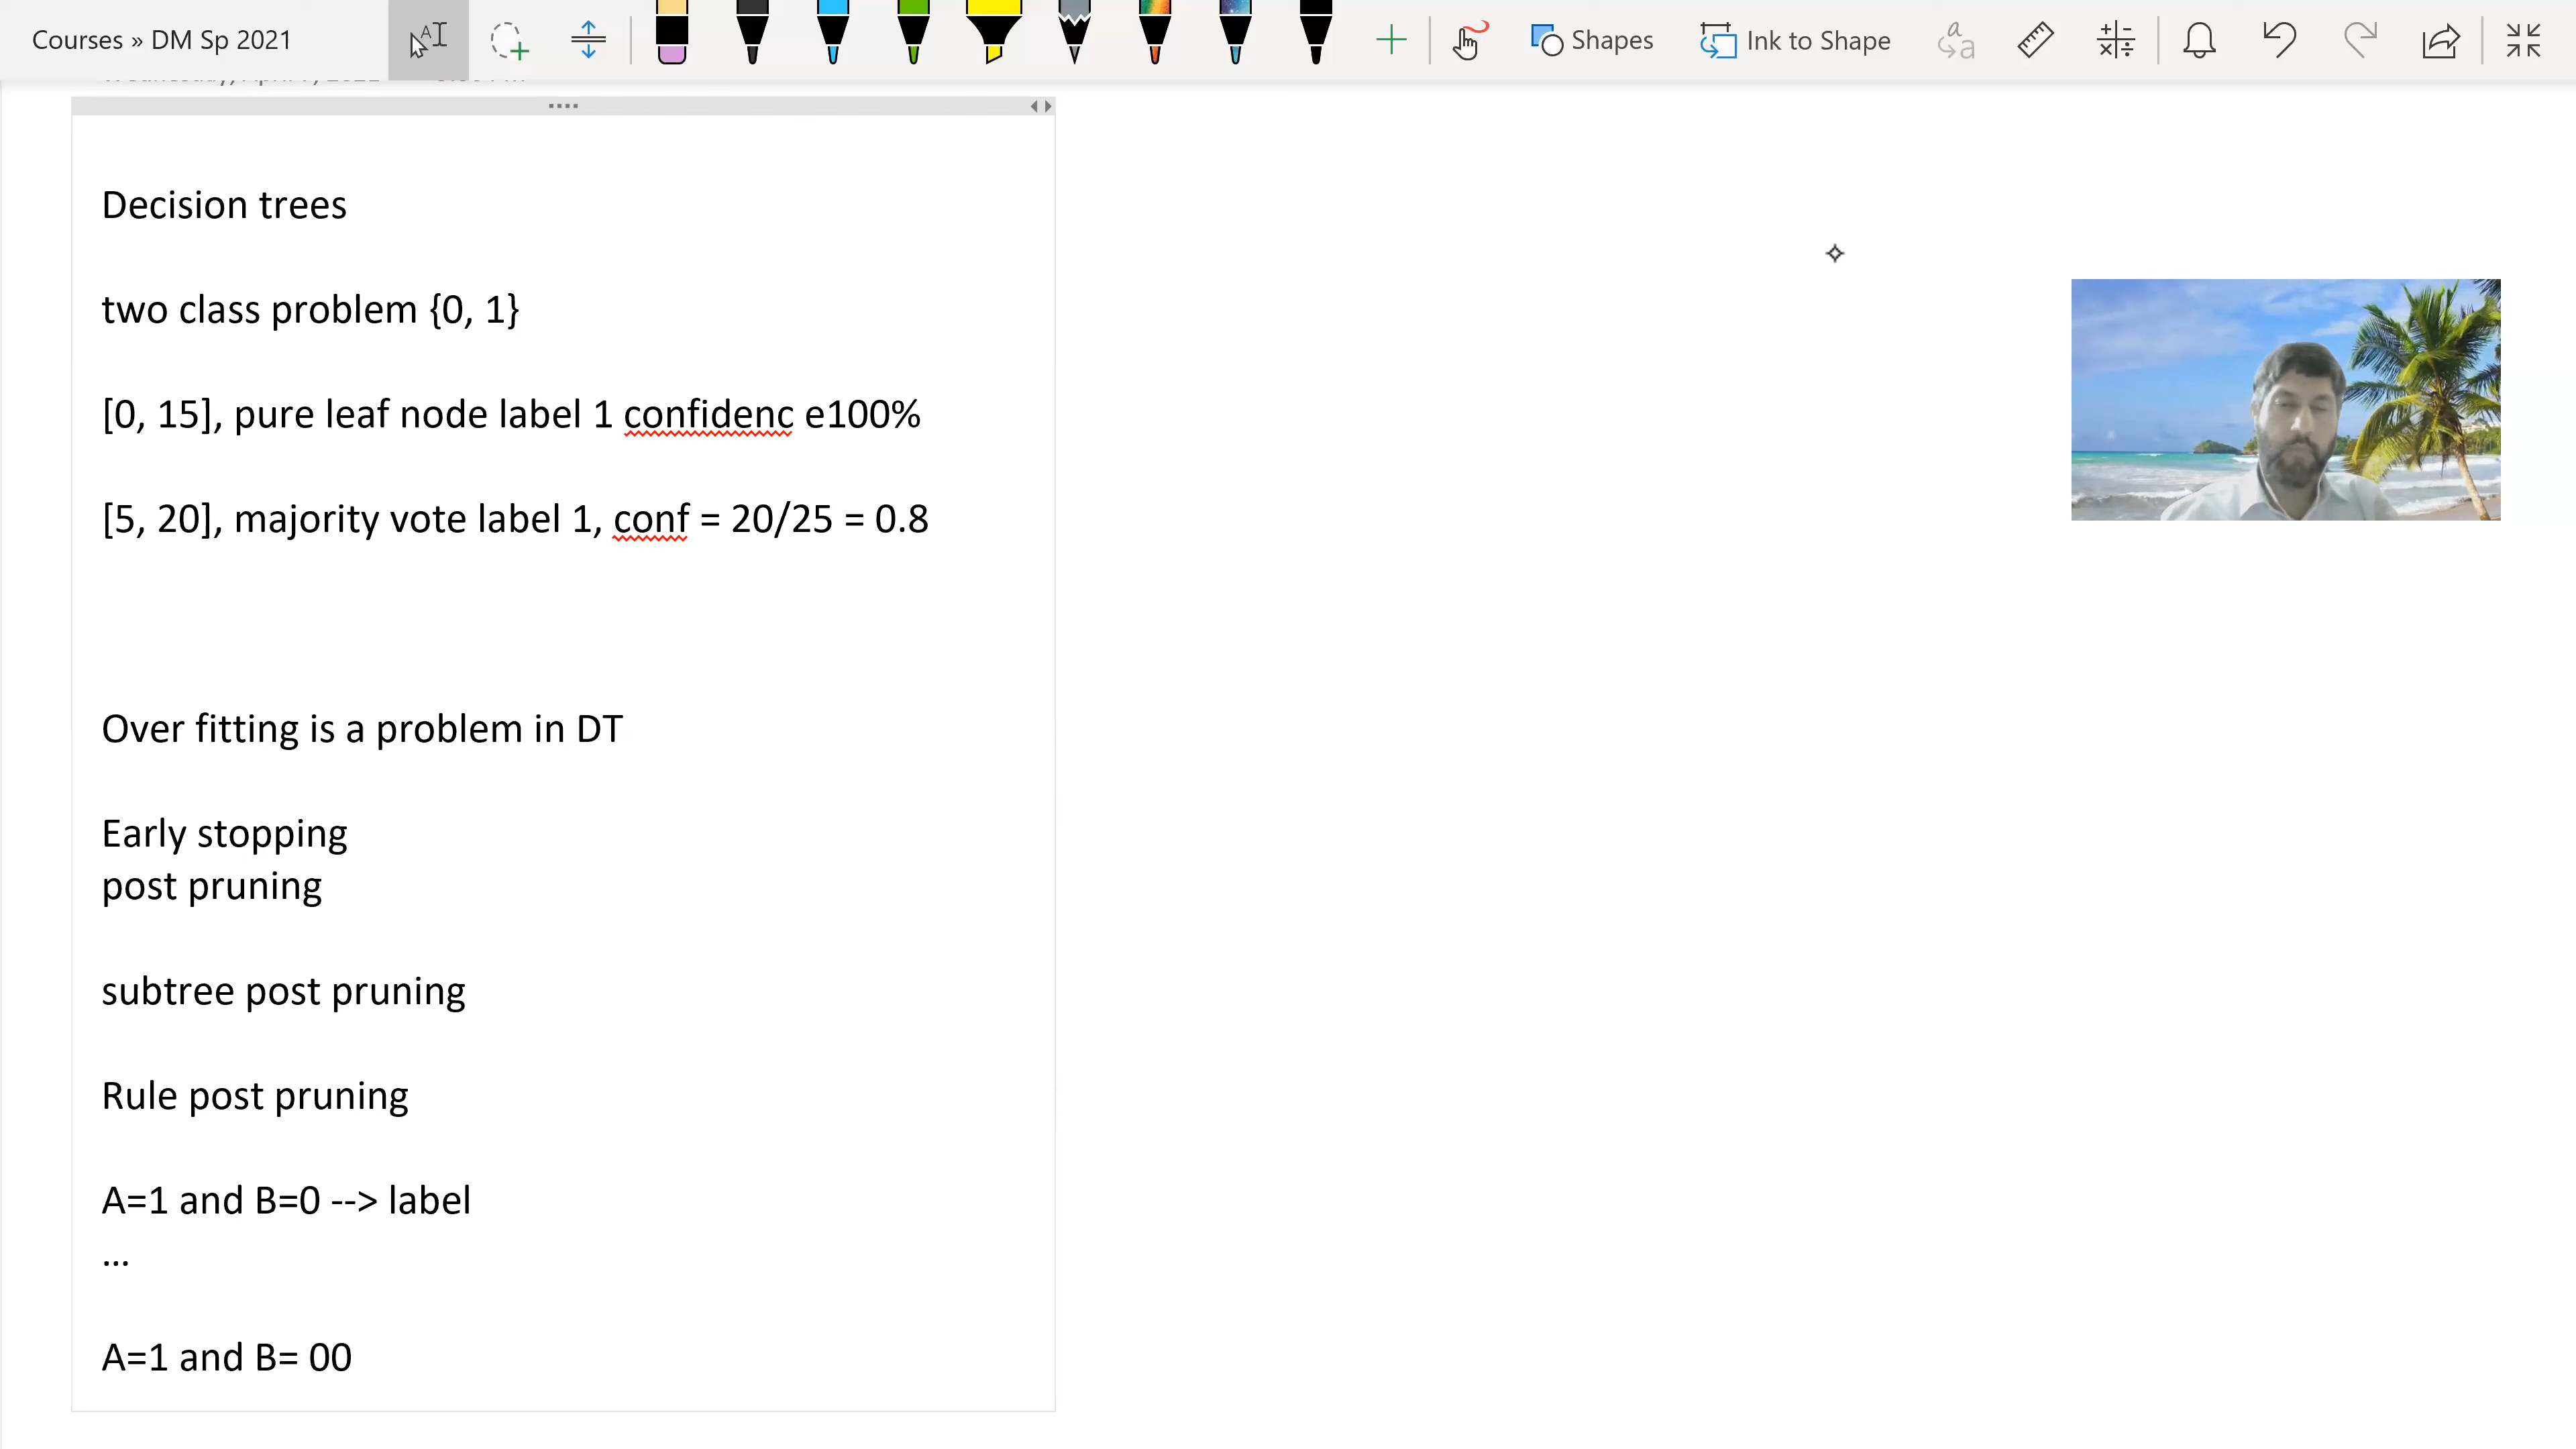 Courses » DM Sp 2021
Shapes
Ink to Shape
Decision trees
two class problem {0, 1}
[0, 15], pure leaf node label 1 confidenc e100%
[5, 20], majority vote label 1, conf = 20/25 = 0.8
Over fitting is a problem in DT
Early stopping
post pruning
subtree post pruning
Rule post pruning
A=1 and B=0 --> label
...
A=1 and B= 00